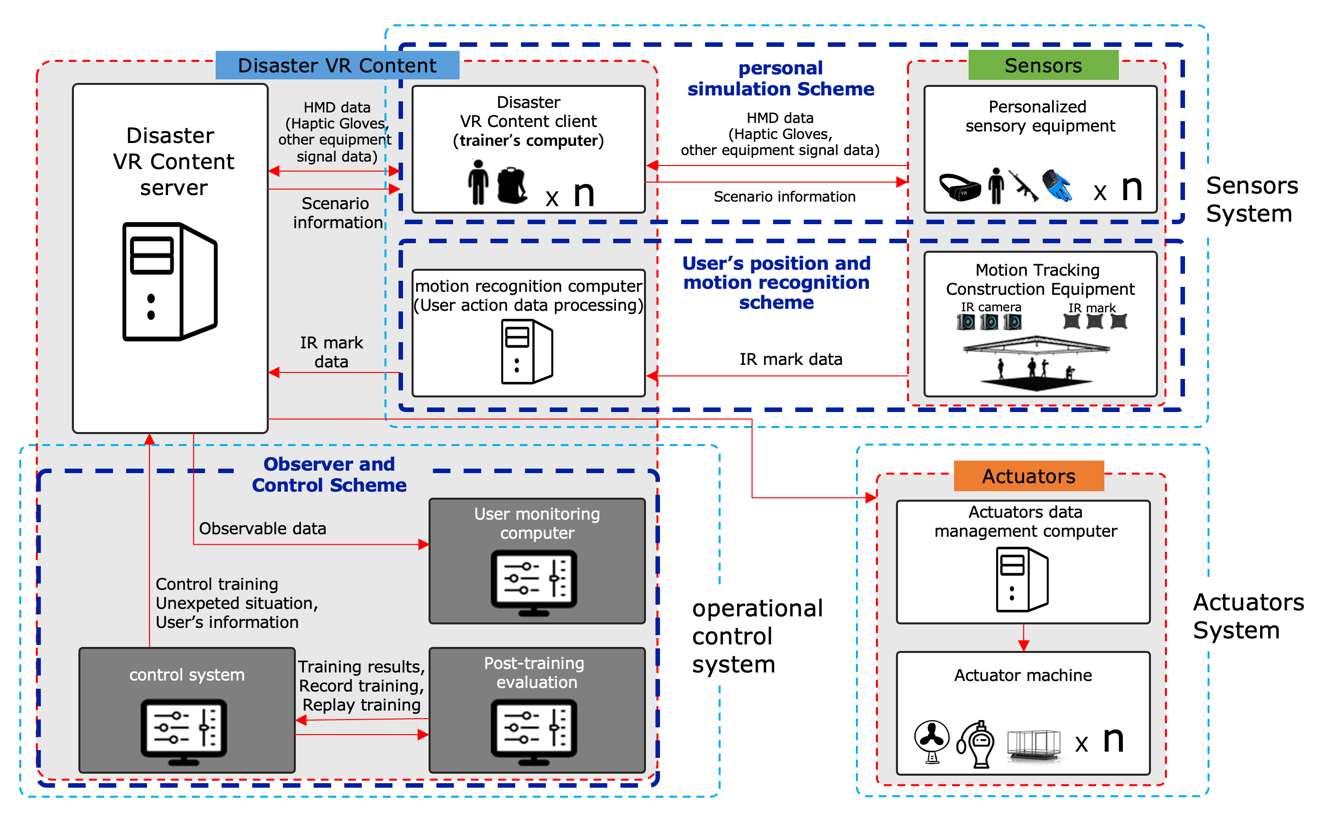 Disaster VR Content
Disaster
VR Content
server
HMD data
(Haptic Gloves,
other equipment
signal data)
Scenario
information
Disaster
VR Content client
(trainer's computer)
x n
personal
simulation Scheme
HMD data
(Haptic Gloves,
other equipment signal data)
Scenario information
Sensors
Personalized
sensory equipment
VR
x n
Sensors
System
motion recognition computer
(User action data processing)
IR mark
data
User's position and
motion recognition
scheme
IR mark data
Motion Tracking
Construction Equipment
IR camera
IR mark
Observer and
Control Scheme
Observable data
User monitoring
computer
Control training
Unexpeted situation,
User's information
control system
Training results,
Record training,
Replay training
Post-training
evaluation
operational
control
system
Actuators
Actuators data
management computer
Actuator machine
x n
Actuators
System